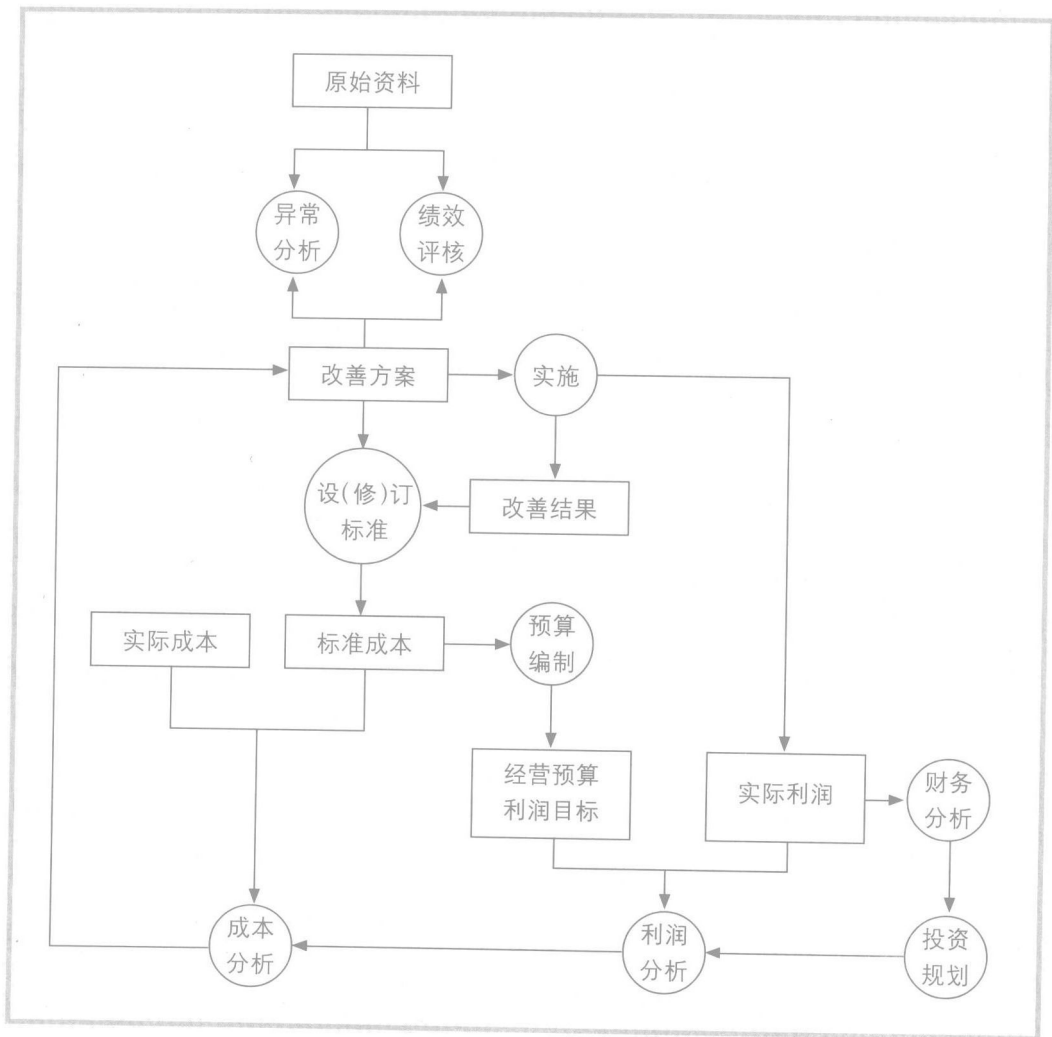 原始资料
异常
分析
绩效
评核
改善方案
实施
设(修)订
标准
改善结果
实际成本
标准成本
预算
编制
经营预算
利润目标
实际利润
财务
分析
成本
分析
利润
分析
投资
规划